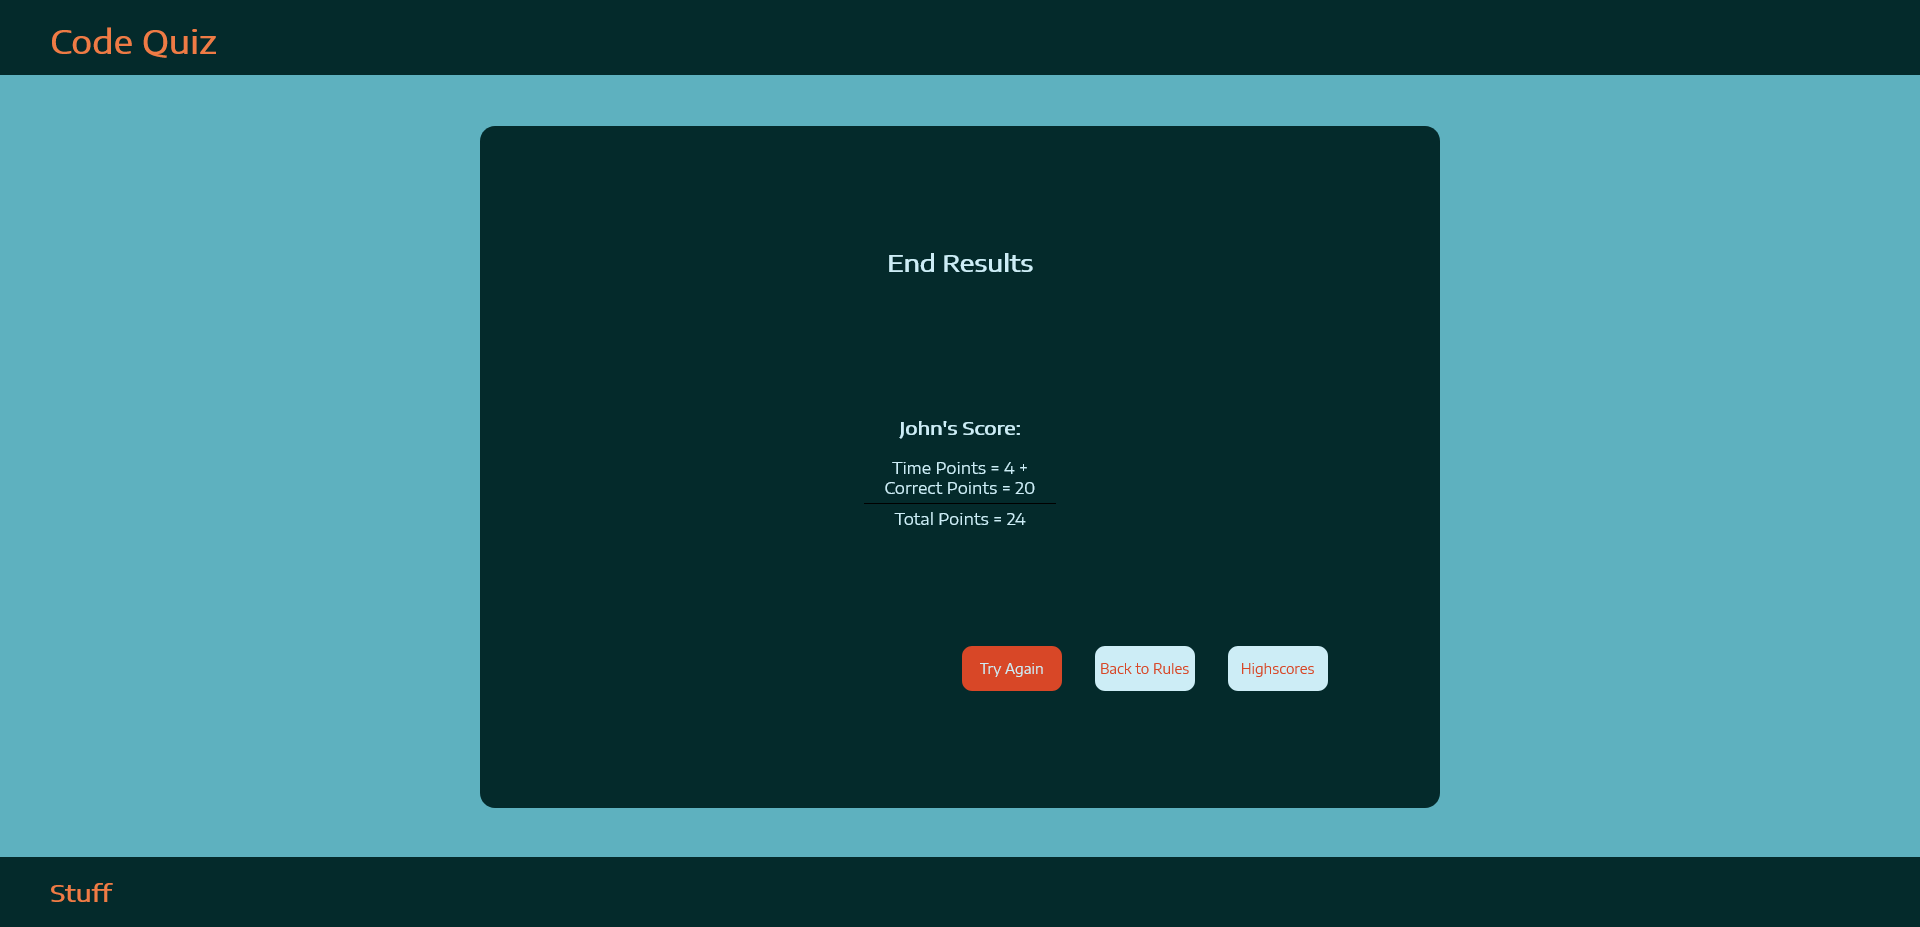 Code Quiz
End Results
John's Score:
Time Points = 4 +
Correct Points = 20
Total Points = 24
Try Again
Back to Rules
Highscores
Stuff